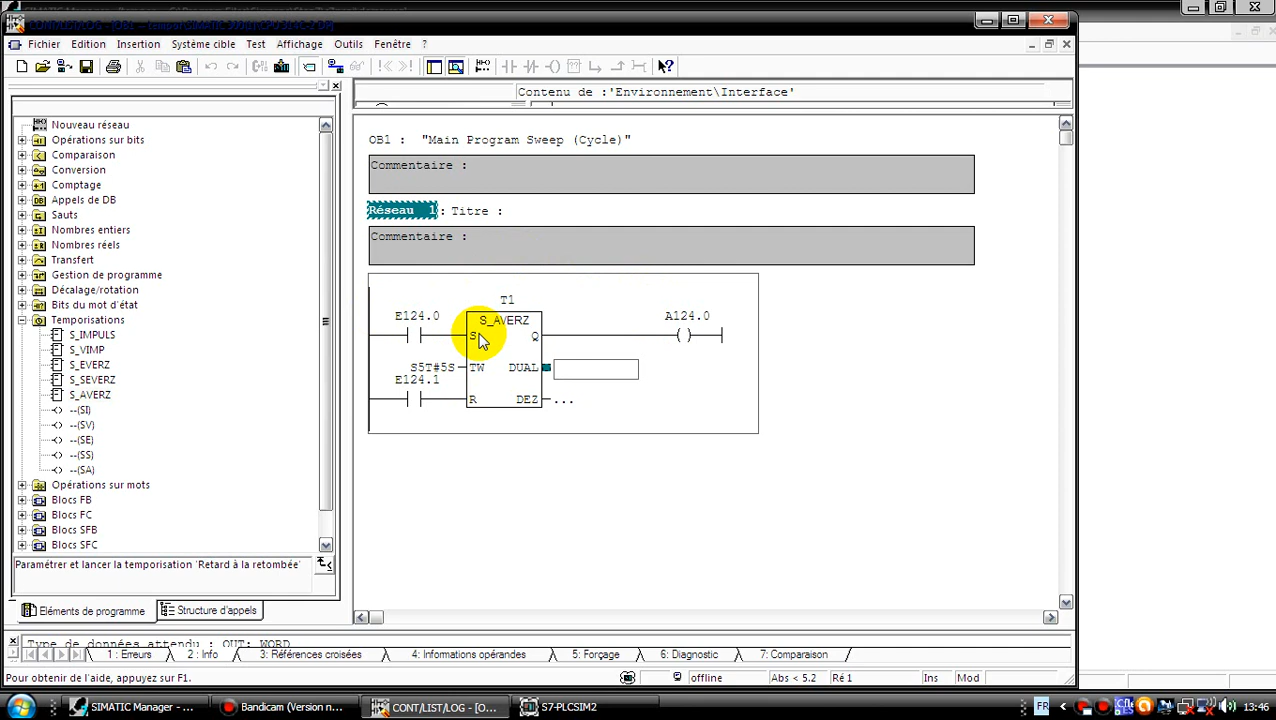 Fichier Edition Insertion Système cible Test Affichage Outils Fenêtre ?
Contenu de :'Environnement\Interface'
Nouveau réseau
Opérations sur bits
Comparaison
Conversion
Comptage
Appels de DB
Sauts
Nombres entiers
Nombres réels
Transfert
Gestion de programme
Décalage/rotation
Bits du mot d'état
Temporisations
S_IMPULS
S_VIMP
S_EVERZ
S_SEVERZ
S_AVERZ
--(SI)
--(SV)
--(SE)
--(SS)
--(SA)
Opérations sur mots
Blocs FB
Blocs FC
Blocs SFB
Blocs SFC
Paramétrer et lancer la temporisation 'Retard à la retombée'
Eléments de programme Structure d'appels
OB1 : "Main Program Sweep (Cycle)"
Commentaire :
Réseau 1 : Titre :
Commentaire :
T1
E124.0 S_AVERZ A124.0
S Q
S5T#5S TW DUAL
E124.1
R DEZ ...
Type de données attendu : OUT: WORD
1 : Erreurs 2 : Info 3: Références croisées 4: Informations opérandes 5: Forçage 6: Diagnostic 7: Comparaison
Pour obtenir de l'aide, appuyez sur F1. offline Abs < 5.2 Ré 1 Ins Mod
SIMATIC Manager - ... Bandicam (Version n... CONT/LIST/LOG - [O... S7-PLCSIM2 FR 13:46